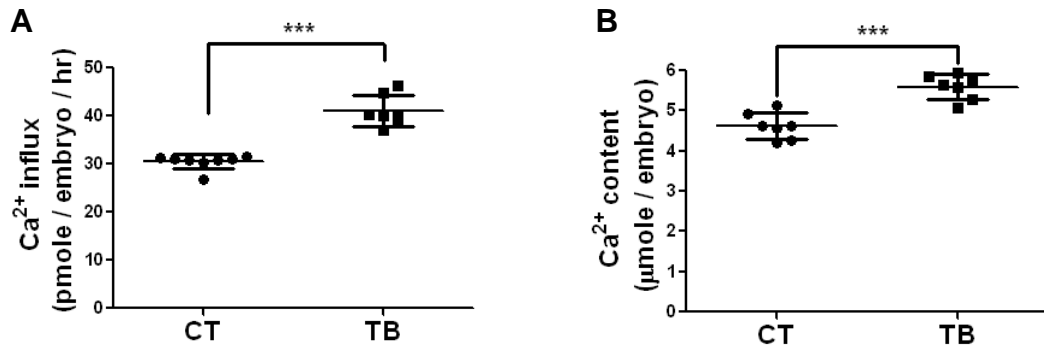 A
***
Ca²⁺ influx
(pmole / embryo / hr)
50
40
30
20
10
0
CT
TB
B
***
Ca²⁺ content
(μmole / embryo)
6
5
4
3
2
1
0
CT
TB